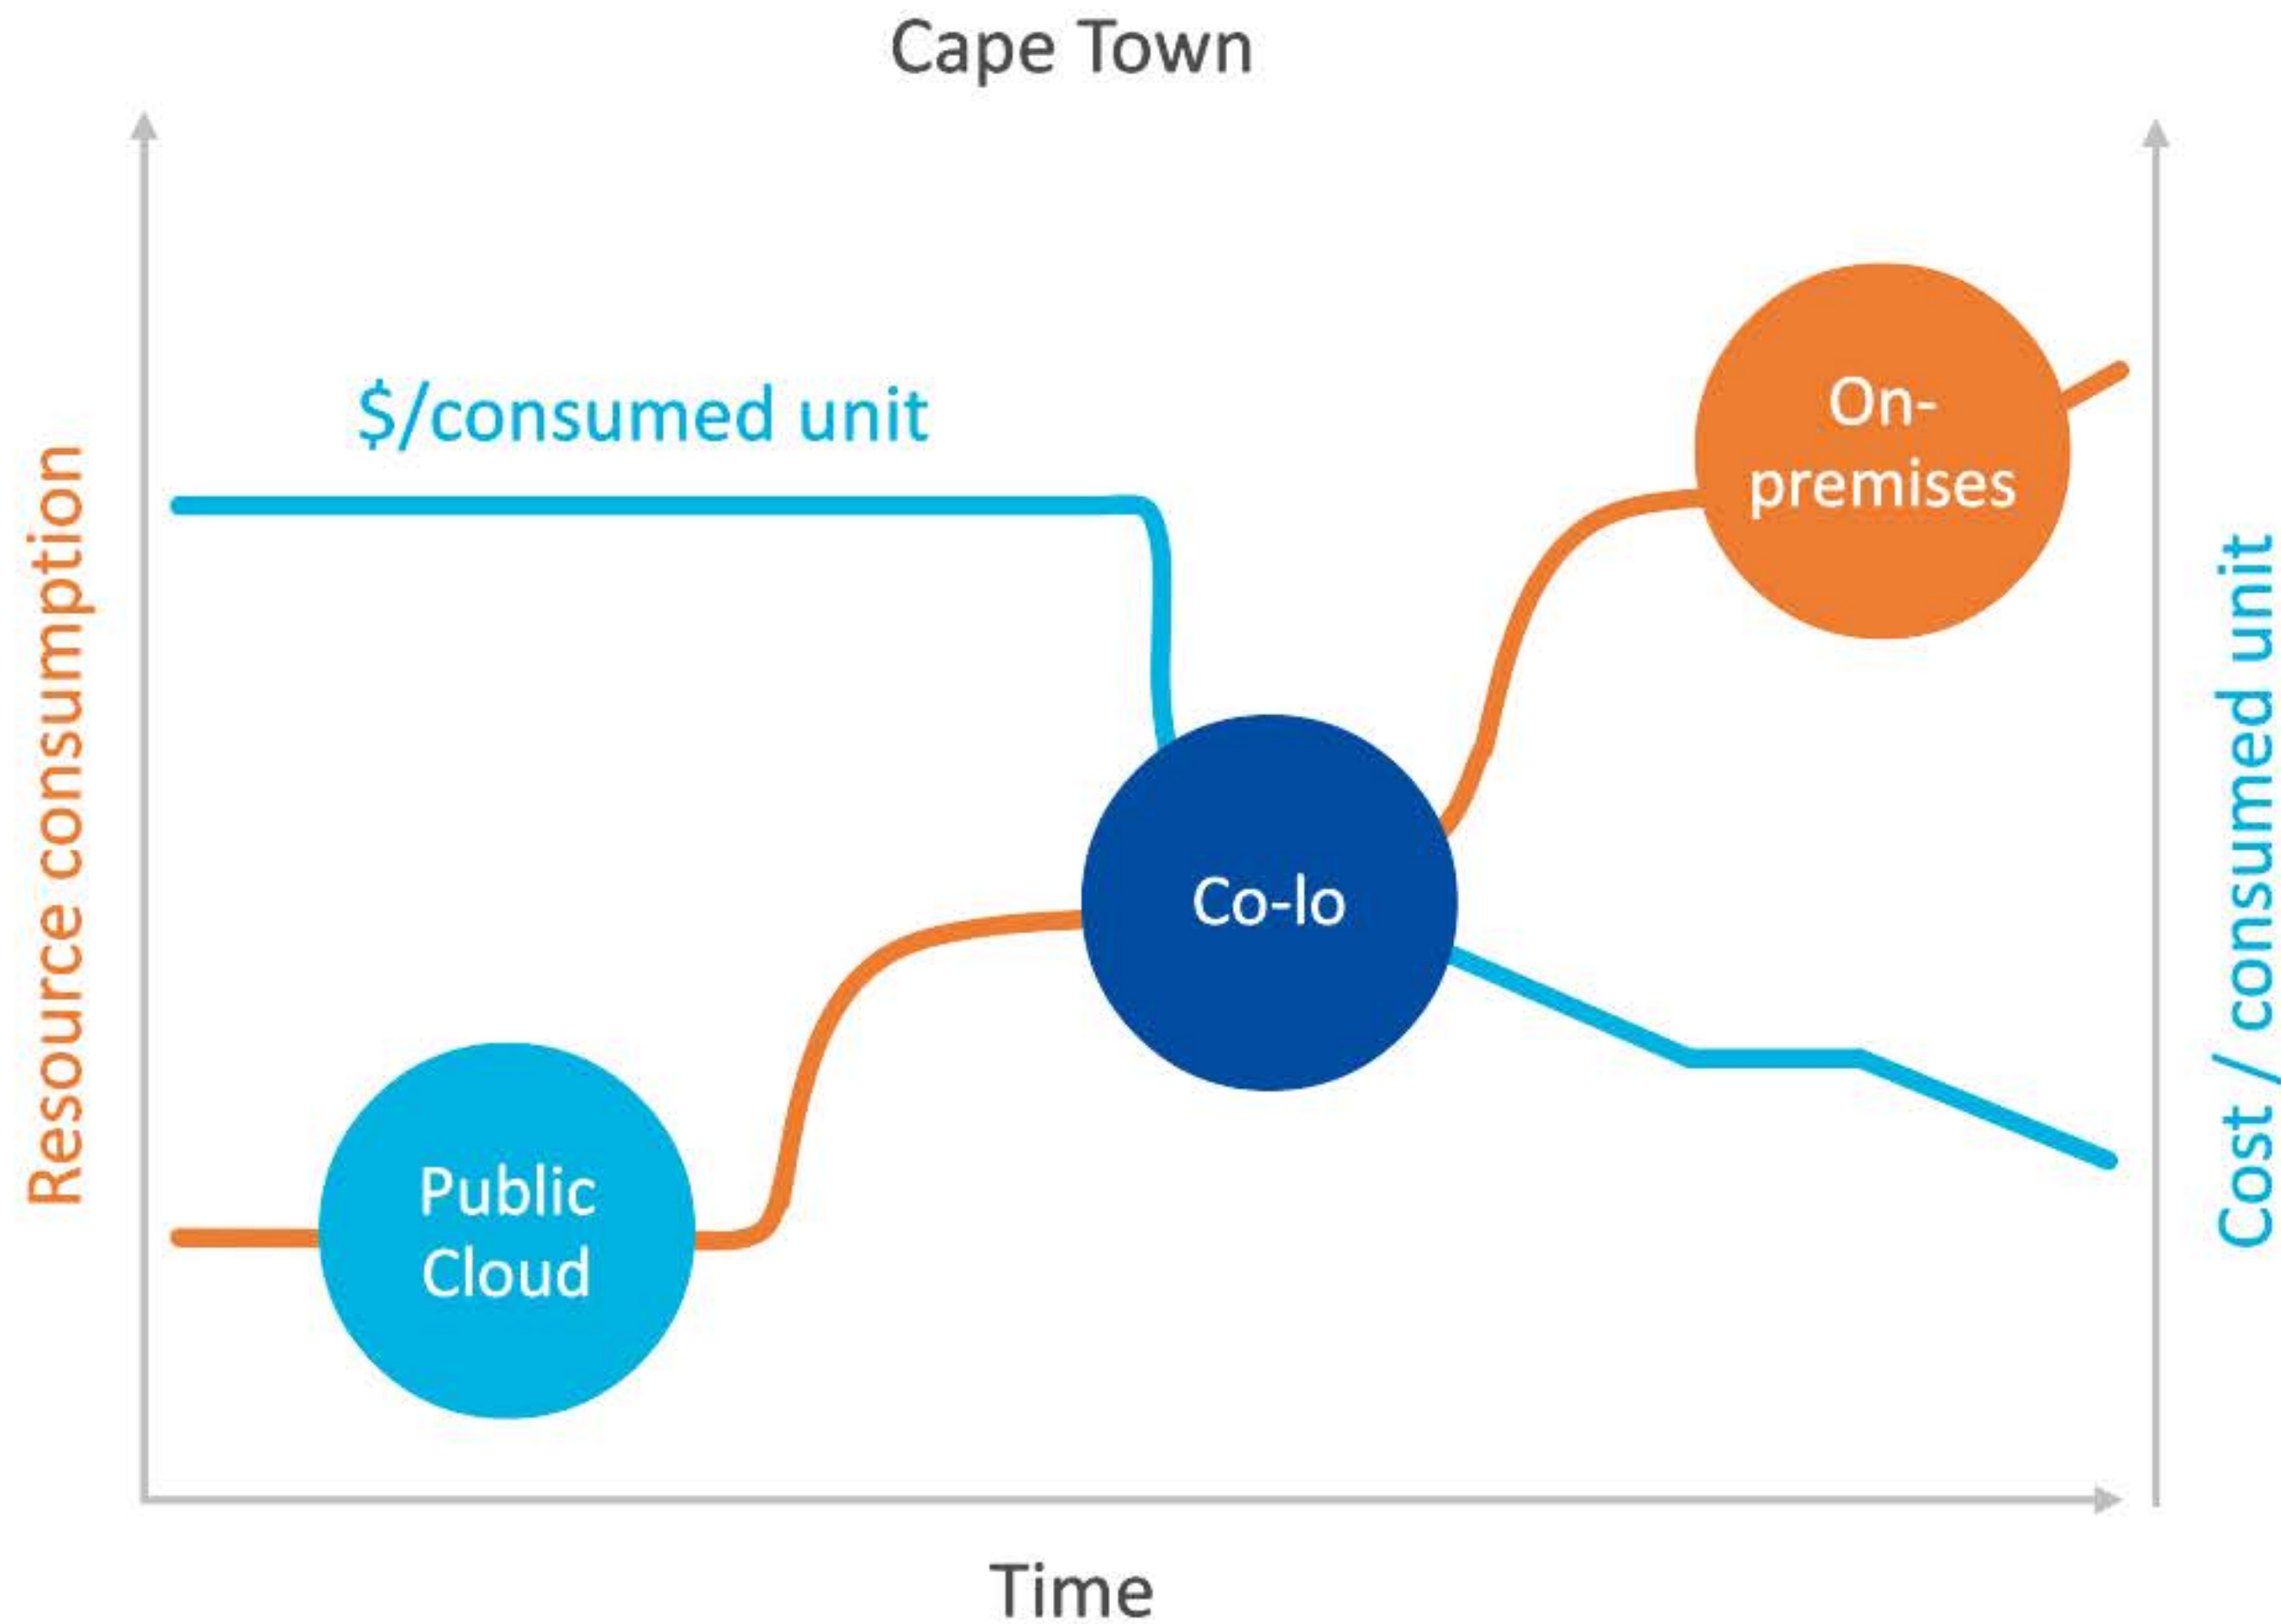 Cape Town
Resource consumption
$/consumed unit
On-
premises
Co-lo
Public
Cloud
Cost / consumed unit
Time